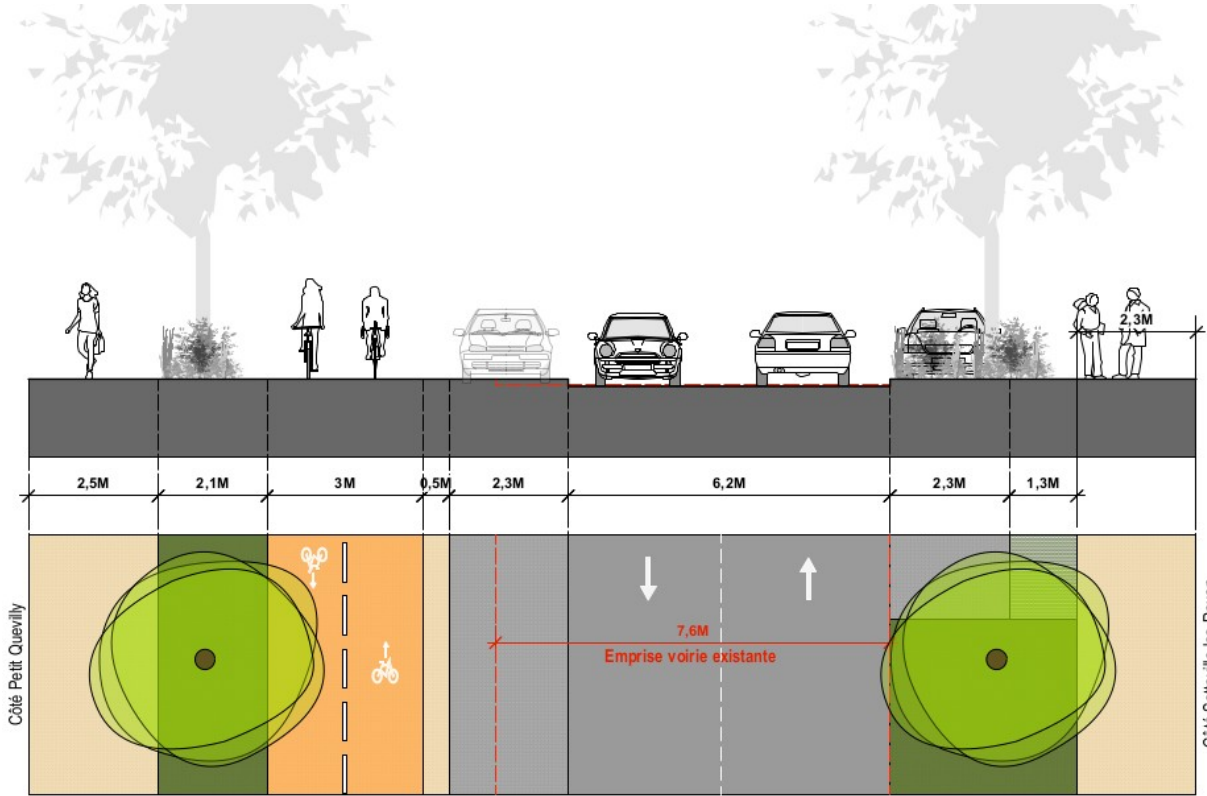 2,3M
2,5M
2,1M
3M
0,5M
2,3M
6,2M
2,3M
1,3M
7,6M
Emprise voirie existante
Côté Petit Quevilly